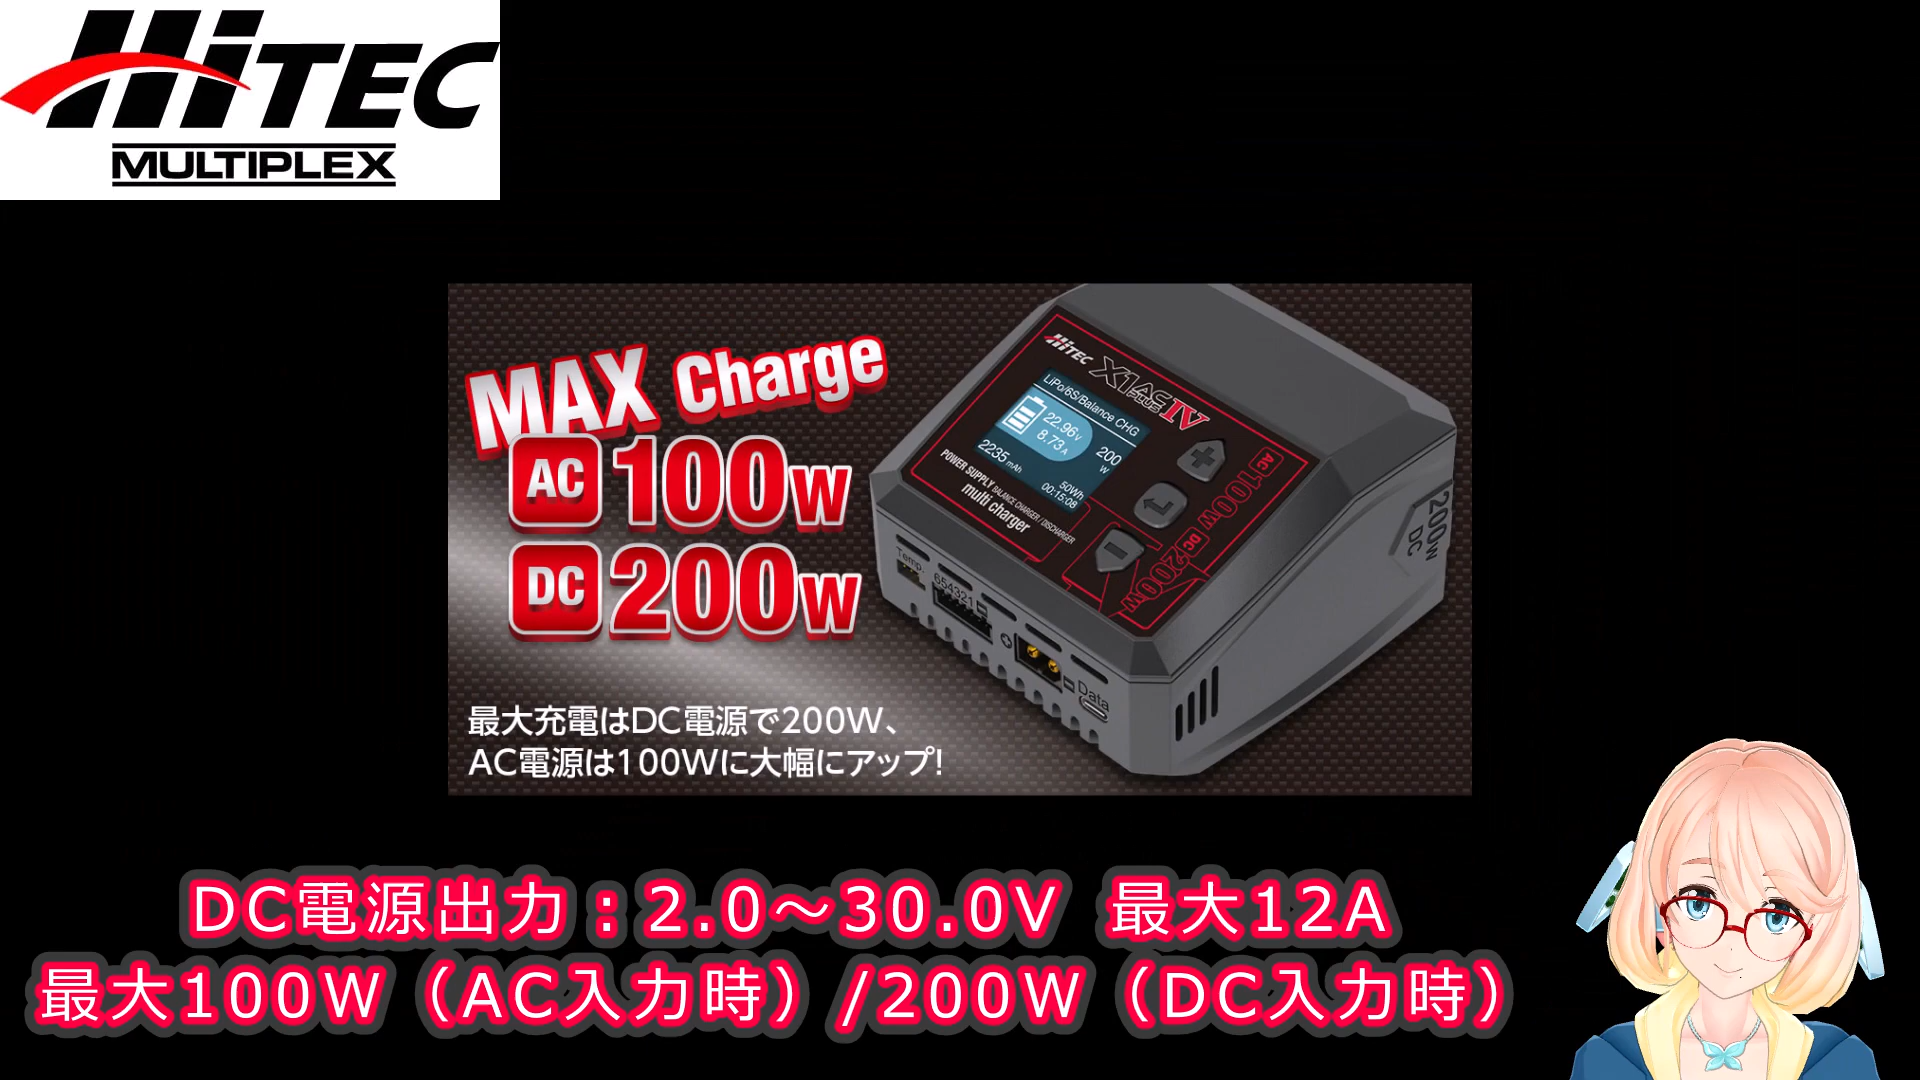 HiTEC
MULTIPLEX
MAX Charge
AC 100W
DC 200W
最大充電はDC電源で200W、
AC電源は100Wに大幅にアップ!
HiTEC X1 AC PLUS IV
LiPo/6S/Balance CHG
22.96V
8.73A
200
W
2235 mAh
50Wh
00:15:08
POWER SUPPLY BALANCE CHARGER/DISCHARGER
multi charger
AC 100W DC 200W
200W
DC
Temp.
654321
Data
DC電源出力：2.0～30.0V 最大12A
最大100W（AC入力時）/200W（DC入力時）